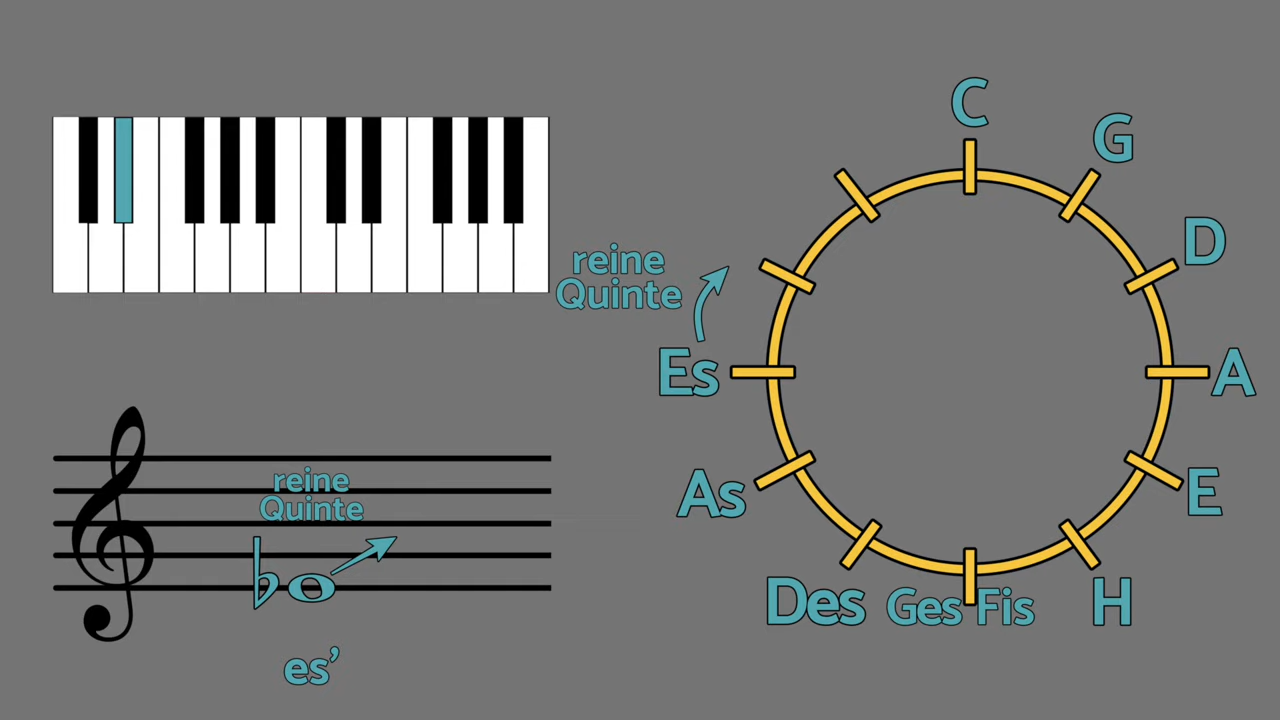 C
G
D
A
E
H
Ges Fis
Des
As
Es
reine
Quinte
reine
Quinte
es’